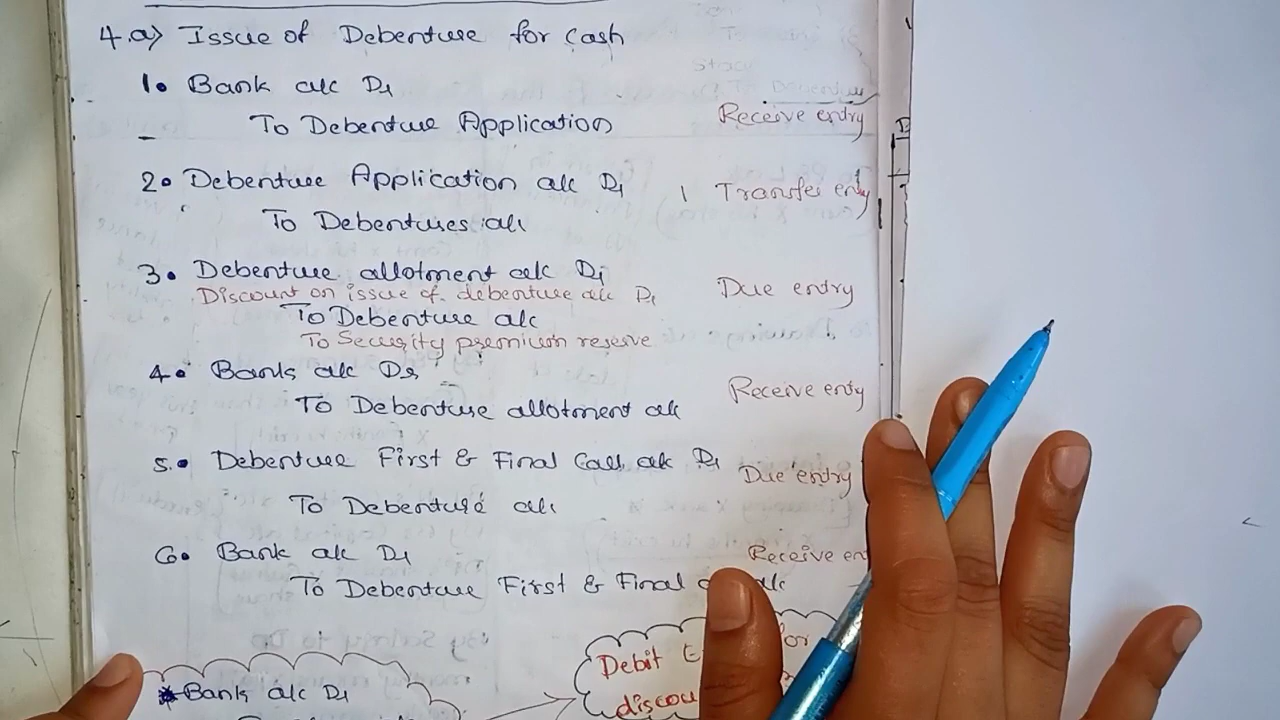 4.a) Issue of Debenture for Cash
1. Bank a/c Dr
To Debenture Application
Receive entry
2. Debenture Application a/c Dr
Transfer entry
To Debentures a/c
3. Debenture allotment a/c Dr
Due entry
Discount on issue of debenture a/c Dr
To Debenture a/c
To Security premium reserve
4. Bank a/c Dr
Receive entry
To Debenture allotment a/c
5. Debenture First & Final Call a/c Dr
Due entry
To Debenture a/c
6. Bank a/c Dr
Receive
To Debenture First & Final a/c
Bank a/c Dr
Debit